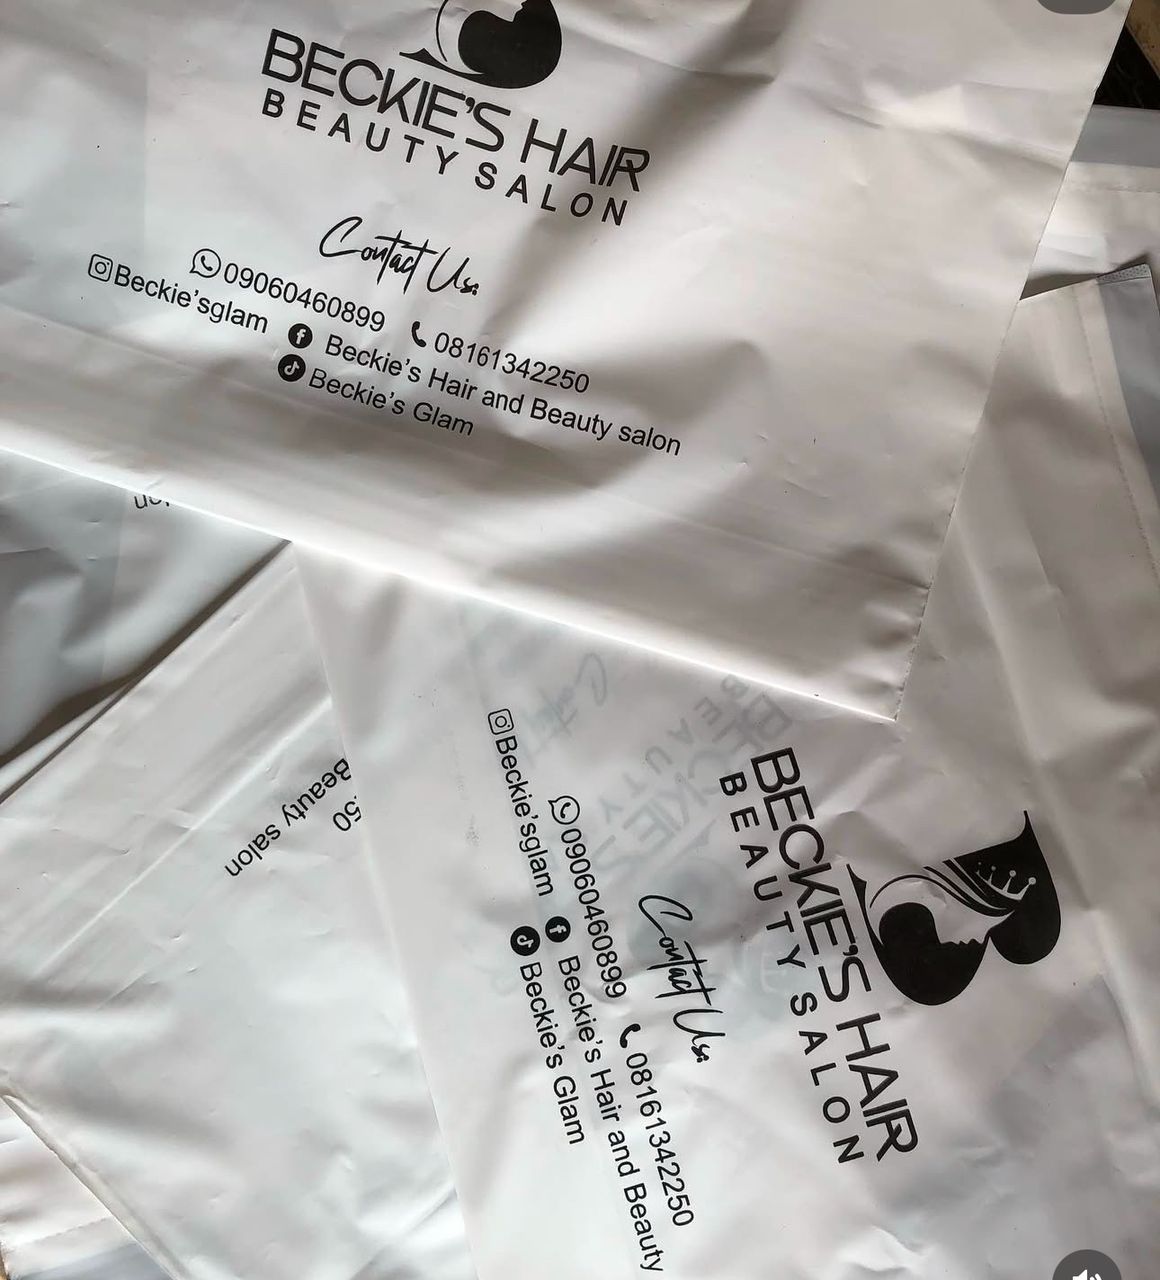 BECKIE'S HAIR
BEAUTY SALON
Contact Us:
09060460899 08161342250
Beckie'sglam Beckie's Hair and Beauty salon
Beckie's Glam
50
Beauty salon
BECKIE'S HAIR
BEAUTY SALON
Contact Us:
09060460899 08161342250
Beckie'sglam Beckie's Hair and Beauty
Beckie's Glam